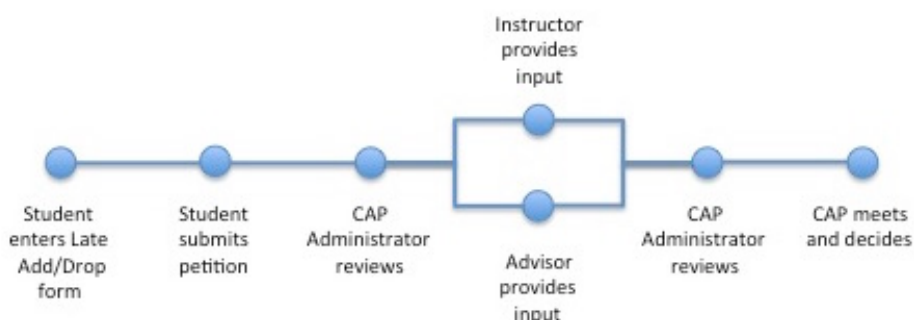 Instructor
provides
input
Student
enters Late
Add/Drop
form
Student
submits
petition
CAP
Administrator
reviews
Advisor
provides
input
CAP
Administrator
reviews
CAP meets
and decides